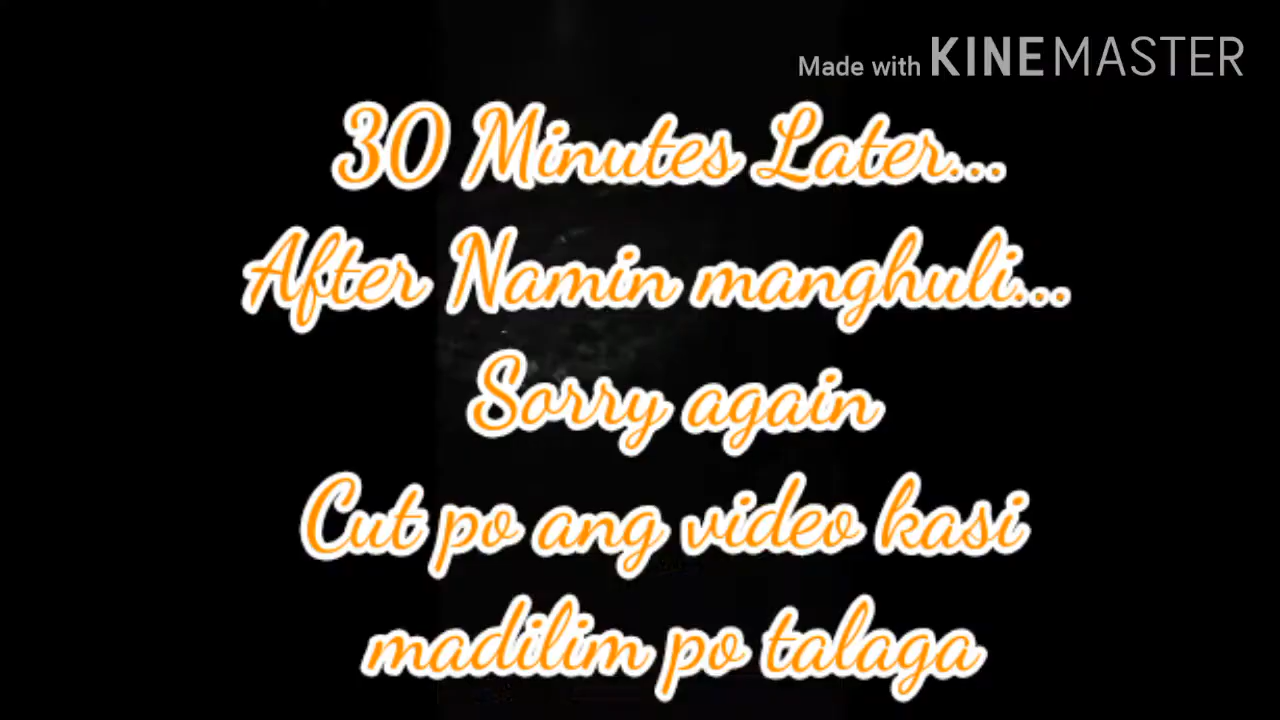 Made with KINEMASTER
30 Minutes Later...
After Namin manghuli...
Sorry again
Cut po ang video kasi
madilim po talaga